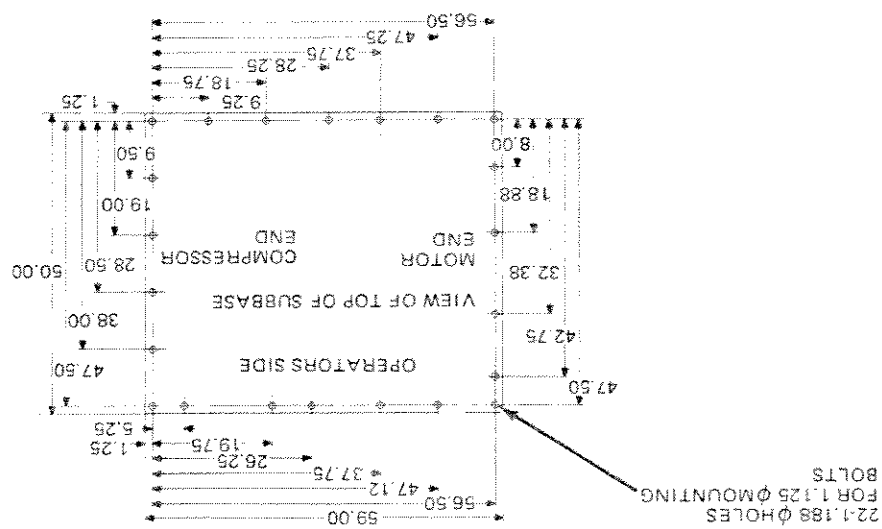 22-1.188 φHOLES
FOR 1.125 φMOUNTING
BOLTS
59.00
56.50
47.12
37.75
26.25
19.75
1.25
5.25
47.50
47.50
OPERATORS SIDE
42.75
38.00
VIEW OF TOP OF SUBBASE
32.38
28.50
50.00
COMPRESSOR
END
MOTOR
END
19.00
18.88
9.50
8.00
1.25
9.25
18.75
28.25
37.75
47.25
56.50